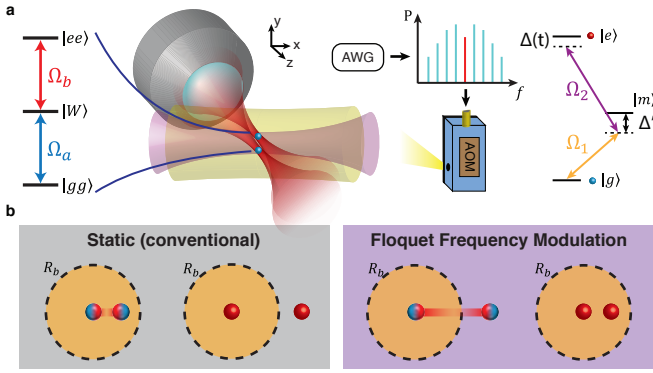 a
|ee⟩
Ω_b
|W⟩
Ω_a
|gg⟩
y
x
z
AWG
P
f
AOM
Δ(t)
|e⟩
Ω_2
|m⟩
Δ'
Ω_1
|g⟩
b
Static (conventional)
R_b
R_b
Floquet Frequency Modulation
R_b
R_b